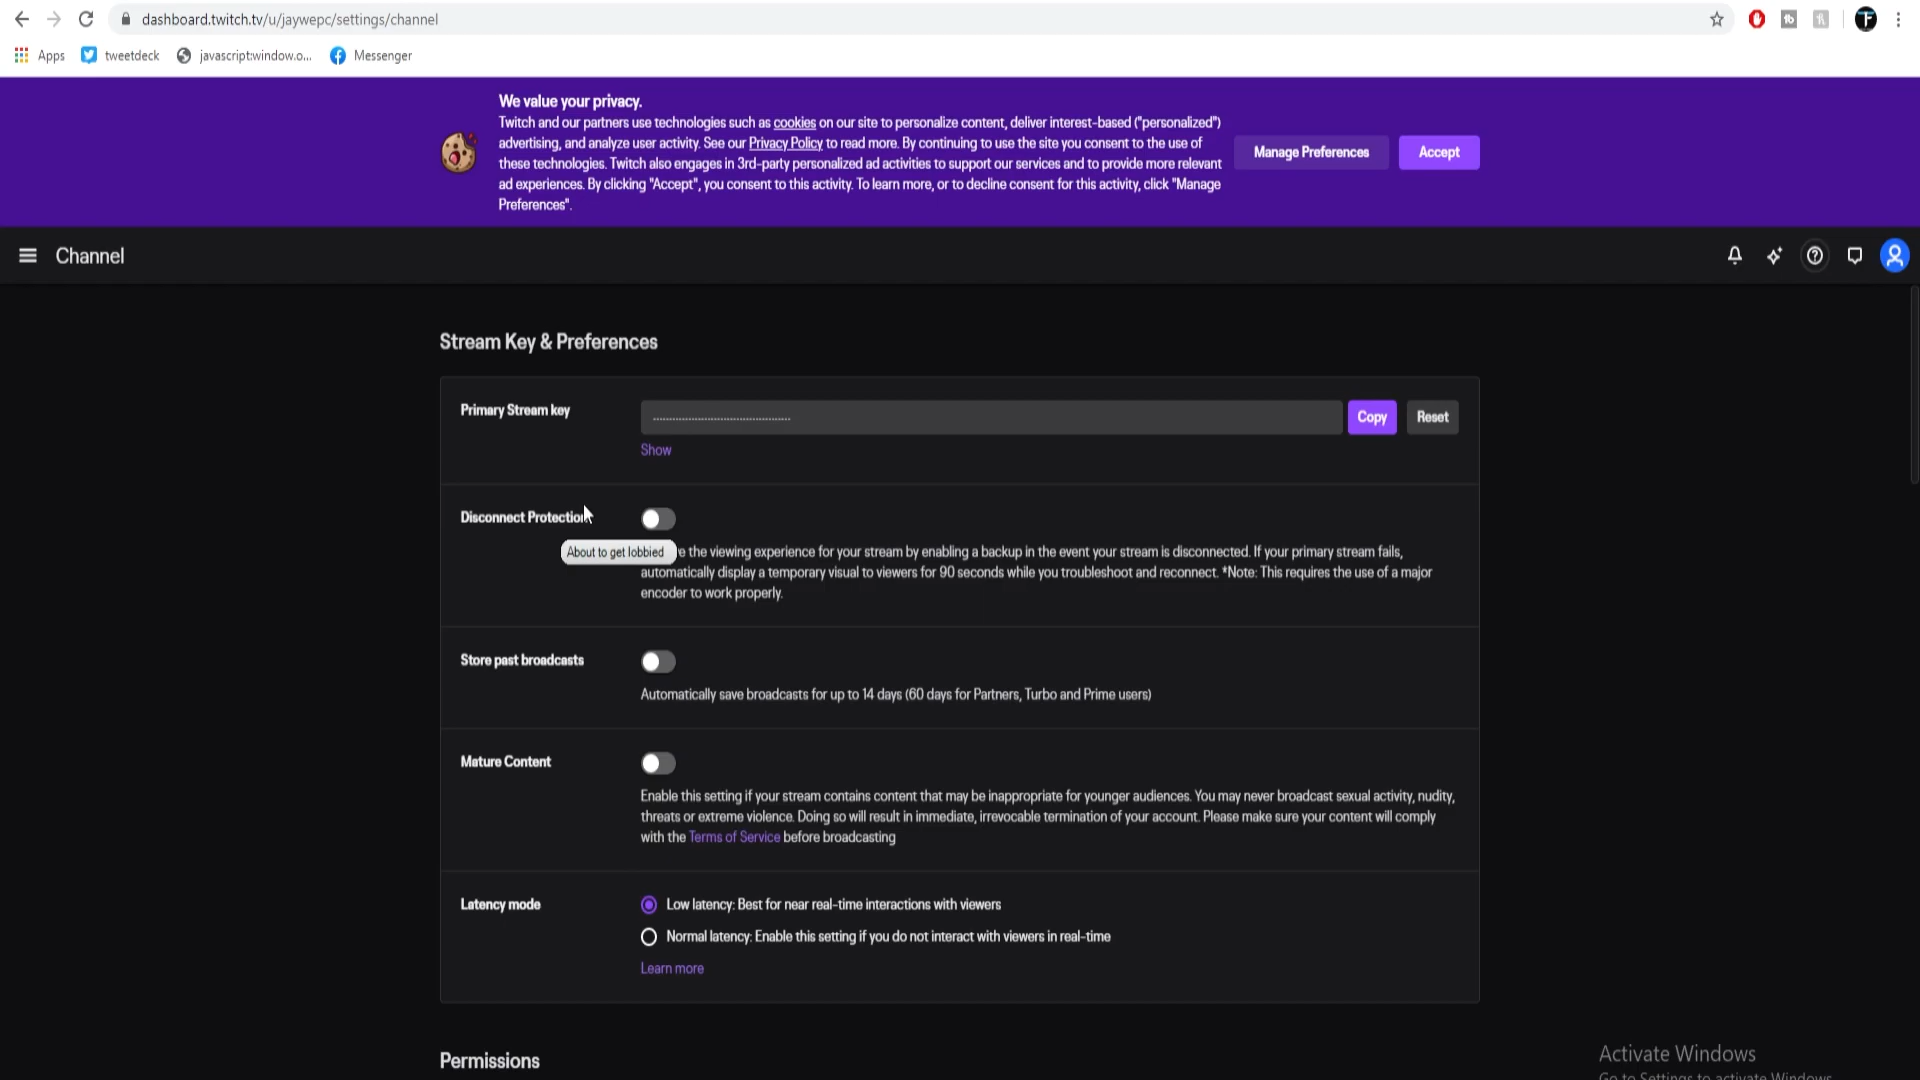 dashboard.twitch.tv/u/jaywepc/settings/channel
Apps tweetdeck javascript:window.o... Messenger
We value your privacy.
Twitch and our partners use technologies such as cookies on our site to personalize content, deliver interest-based ("personalized")
advertising, and analyze user activity. See our Privacy Policy to read more. By continuing to use the site you consent to the use of
these technologies. Twitch also engages in 3rd-party personalized ad activities to support our services and to provide more relevant
ad experiences. By clicking "Accept", you consent to this activity. To learn more, or to decline consent for this activity, click "Manage
Preferences".
Manage Preferences Accept
Channel
Stream Key & Preferences
Primary Stream key
Copy Reset
Show
Disconnect Protection
About to get lobbied
the viewing experience for your stream by enabling a backup in the event your stream is disconnected. If your primary stream fails,
automatically display a temporary visual to viewers for 90 seconds while you troubleshoot and reconnect. *Note: This requires the use of a major
encoder to work properly.
Store past broadcasts
Automatically save broadcasts for up to 14 days (60 days for Partners, Turbo and Prime users)
Mature Content
Enable this setting if your stream contains content that may be inappropriate for younger audiences. You may never broadcast sexual activity, nudity,
threats or extreme violence. Doing so will result in immediate, irrevocable termination of your account. Please make sure your content will comply
with the Terms of Service before broadcasting
Latency mode
Low latency: Best for near real-time interactions with viewers
Normal latency: Enable this setting if you do not interact with viewers in real-time
Learn more
Permissions
Activate Windows
Go to Settings to activate Windows.